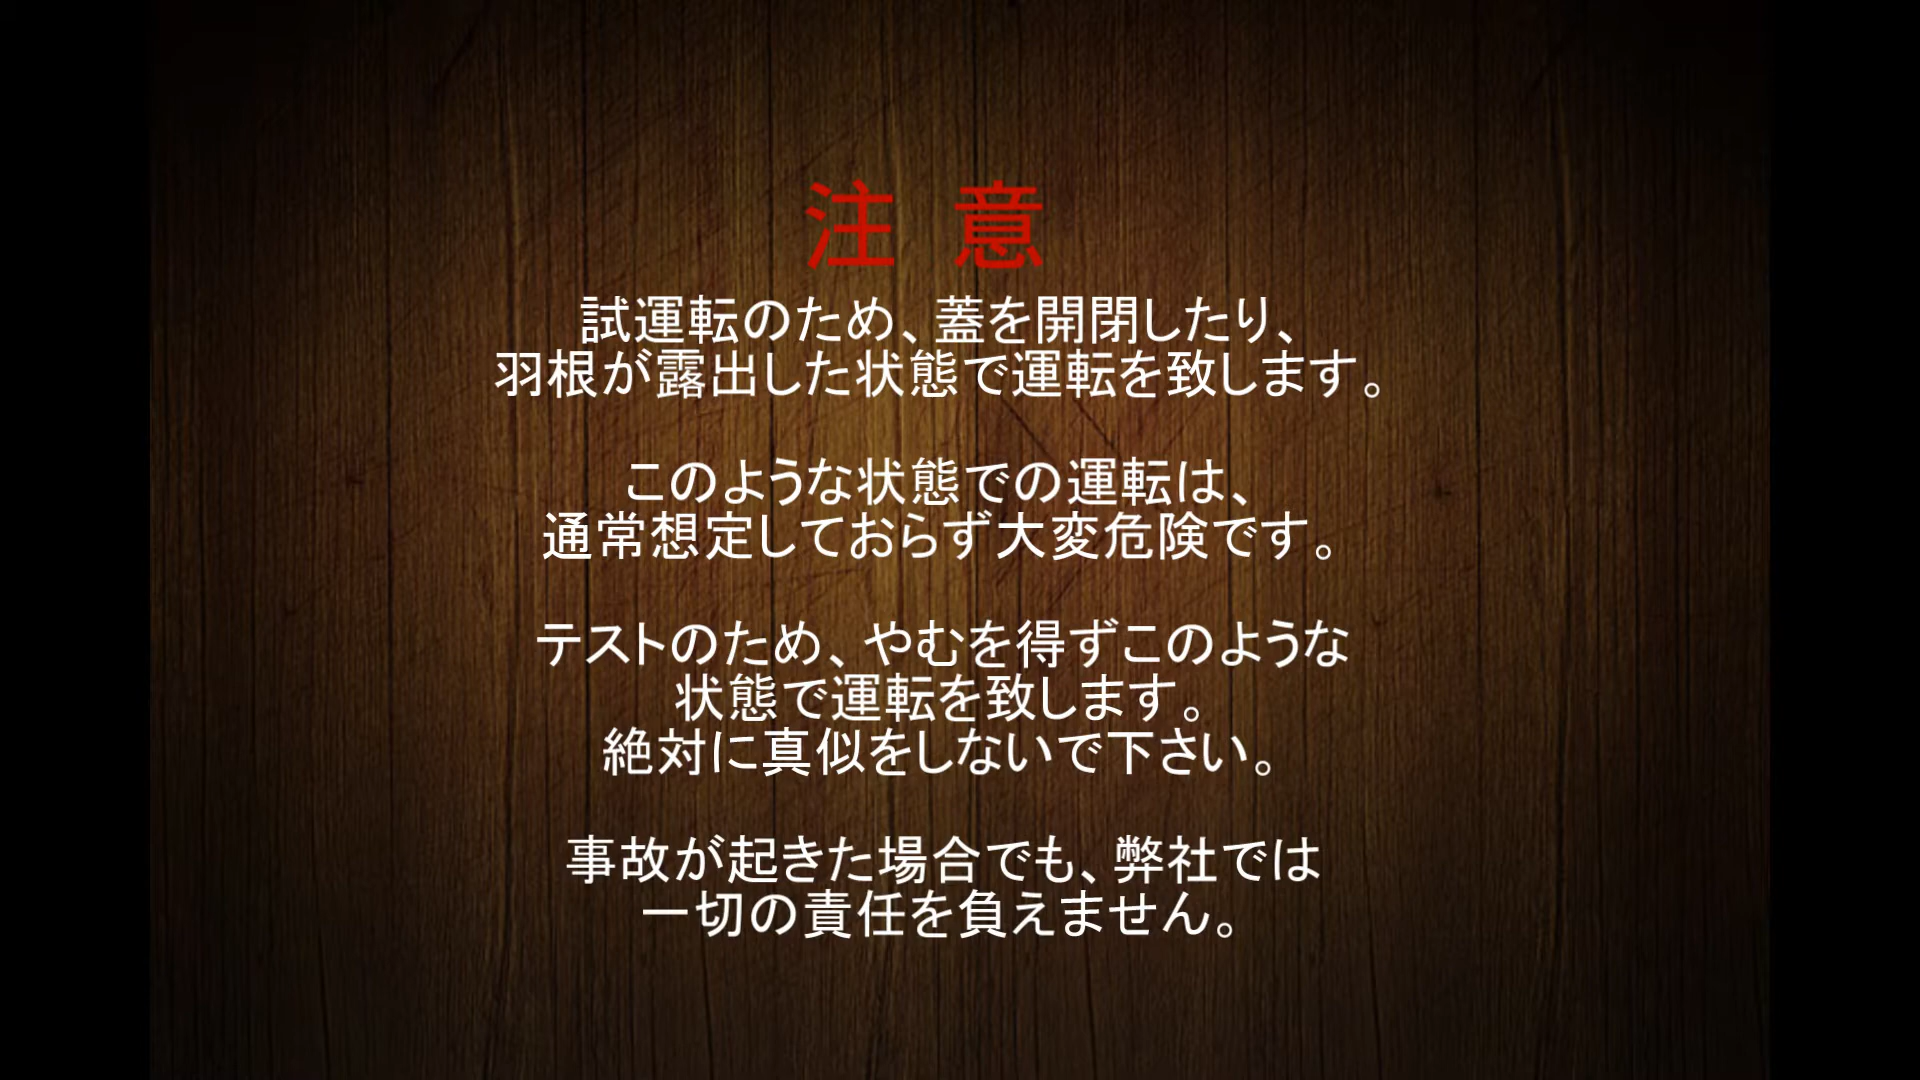 注 意
試運転のため、蓋を開閉したり、
羽根が露出した状態で運転を致します。
このような状態での運転は、
通常想定しておらず大変危険です。
テストのため、やむを得ずこのような
状態で運転を致します。
絶対に真似をしないで下さい。
事故が起きた場合でも、弊社では
一切の責任を負えません。